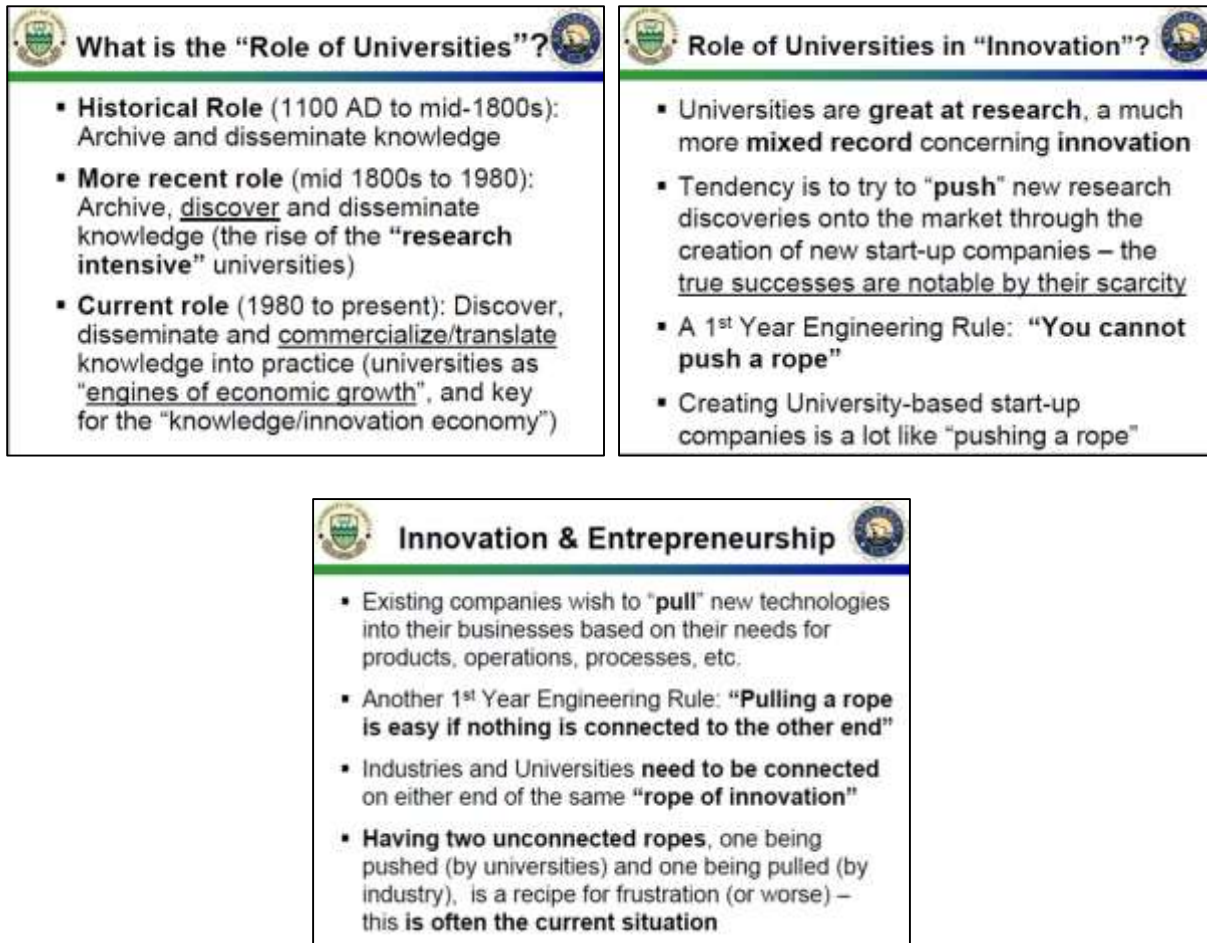 What is the “Role of Universities”?
▪ Historical Role (1100 AD to mid-1800s):
Archive and disseminate knowledge
▪ More recent role (mid 1800s to 1980):
Archive, discover and disseminate
knowledge (the rise of the “research
intensive” universities)
▪ Current role (1980 to present): Discover,
disseminate and commercialize/translate
knowledge into practice (universities as
“engines of economic growth”, and key
for the “knowledge/innovation economy”)
Role of Universities in “Innovation”?
▪ Universities are great at research, a much
more mixed record concerning innovation
▪ Tendency is to try to “push” new research
discoveries onto the market through the
creation of new start-up companies – the
true successes are notable by their scarcity
▪ A 1st Year Engineering Rule: “You cannot
push a rope”
▪ Creating University-based start-up
companies is a lot like “pushing a rope”
Innovation & Entrepreneurship
▪ Existing companies wish to “pull” new technologies
into their businesses based on their needs for
products, operations, processes, etc.
▪ Another 1st Year Engineering Rule: “Pulling a rope
is easy if nothing is connected to the other end”
▪ Industries and Universities need to be connected
on either end of the same “rope of innovation”
▪ Having two unconnected ropes, one being
pushed (by universities) and one being pulled (by
industry), is a recipe for frustration (or worse) –
this is often the current situation